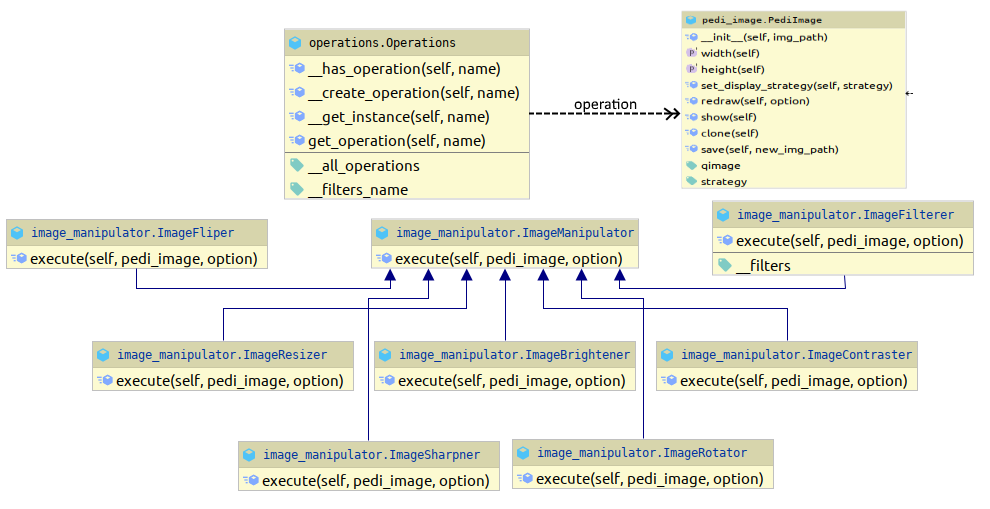 operations.Operations
__has_operation(self, name)
__create_operation(self, name)
__get_instance(self, name)
get_operation(self, name)
__all_operations
__filters_name
operation
pedi_image.PediImage
__init__(self, img_path)
width(self)
height(self)
set_display_strategy(self, strategy)
redraw(self, option)
show(self)
clone(self)
save(self, new_img_path)
qimage
strategy
image_manipulator.ImageFliper
execute(self, pedi_image, option)
image_manipulator.ImageManipulator
execute(self, pedi_image, option)
image_manipulator.ImageFilterer
execute(self, pedi_image, option)
__filters
image_manipulator.ImageResizer
execute(self, pedi_image, option)
image_manipulator.ImageBrightener
execute(self, pedi_image, option)
image_manipulator.ImageContraster
execute(self, pedi_image, option)
image_manipulator.ImageSharpner
execute(self, pedi_image, option)
image_manipulator.ImageRotator
execute(self, pedi_image, option)